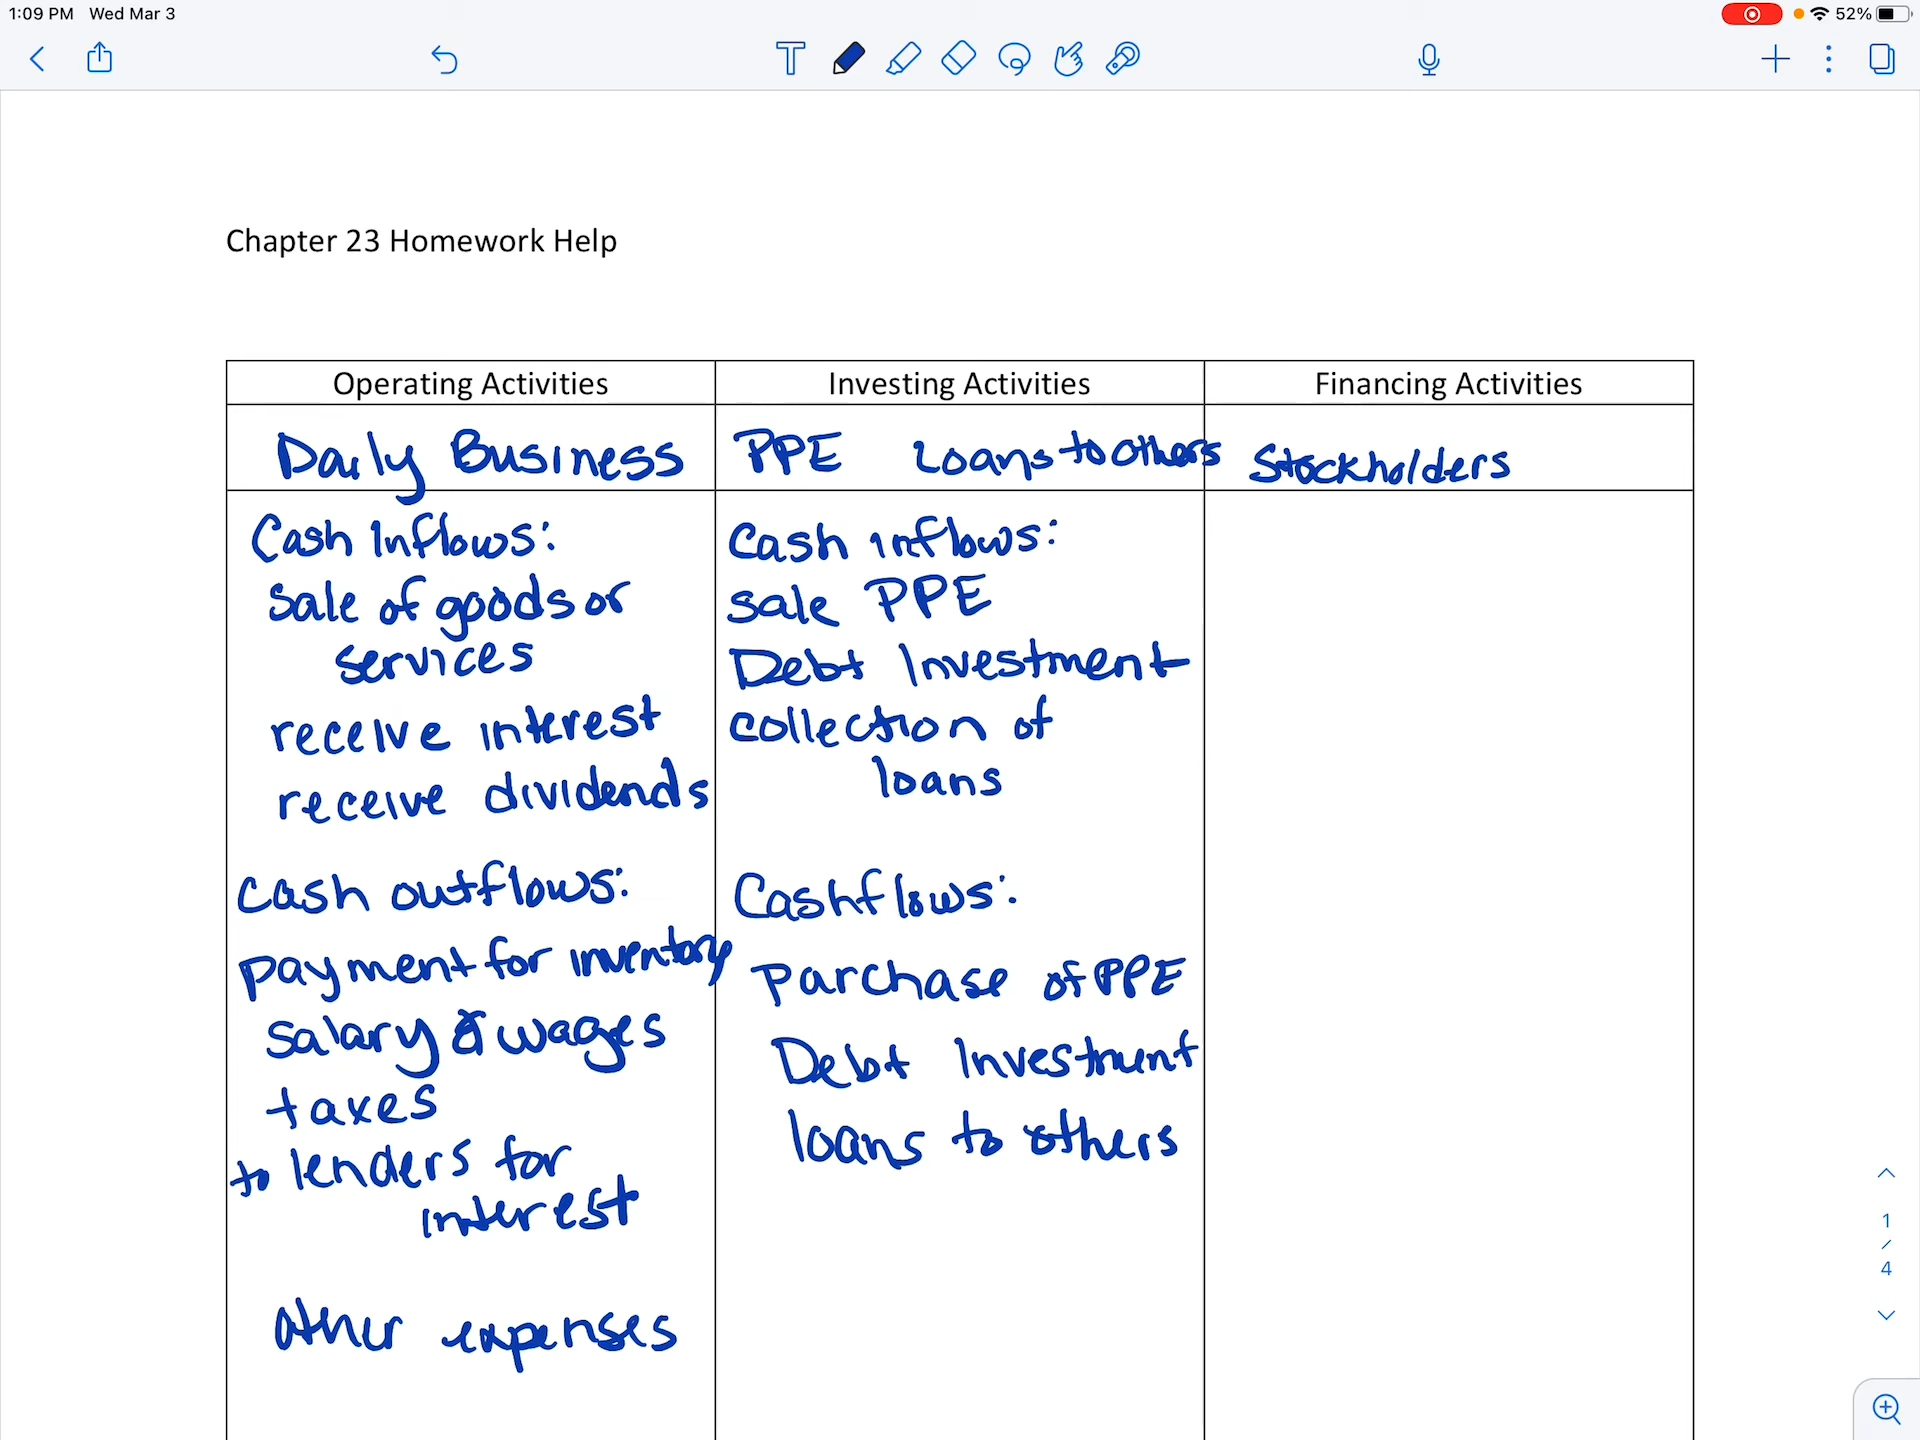 1:09 PM Wed Mar 3
52%
Chapter 23 Homework Help
Operating Activities
Investing Activities
Financing Activities
Daily Business
PPE Loans to others
Stockholders
Cash Inflows:
sale of goods or
services
receive interest
receive dividends
Cash outflows:
payment for inventory
salary & wages
taxes
to lenders for
interest
other expenses
Cash inflows:
sale PPE
Debt Investment
collection of
loans
Cashflows:
Purchase of PPE
Debt Investment
loans to others
1
/
4